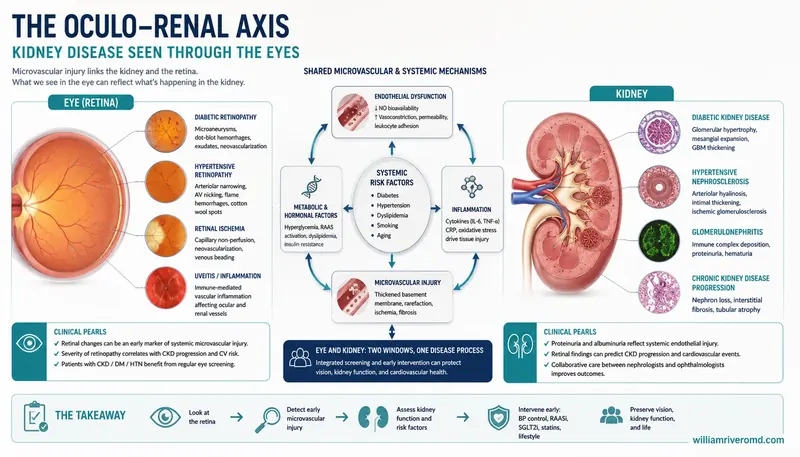 THE OCULO–RENAL AXIS
KIDNEY DISEASE SEEN THROUGH THE EYES
Microvascular injury links the kidney and the retina.
What we see in the eye can reflect what's happening in the kidney.
EYE (RETINA)
DIABETIC RETINOPATHY
Microaneurysms,
dot-blot hemorrhages,
exudates, neovascularization
HYPERTENSIVE
RETINOPATHY
Arteriolar narrowing,
AV nicking, flame
hemorrhages, cotton
wool spots
RETINAL ISCHEMIA
Capillary non-perfusion,
neovascularization,
venous beading
UVEITIS / INFLAMMATION
Immune-mediated
vascular inflammation
affecting ocular and
renal vessels
CLINICAL PEARLS
✓ Retinal changes can be an early marker of systemic microvascular injury.
✓ Severity of retinopathy correlates with CKD progression and CV risk.
✓ Patients with CKD / DM / HTN benefit from regular eye screening.
SHARED MICROVASCULAR & SYSTEMIC MECHANISMS
ENDOTHELIAL DYSFUNCTION
↓ NO bioavailability
↑ Vasoconstriction, permeability,
leukocyte adhesion
METABOLIC &
HORMONAL FACTORS
Hyperglycemia, RAAS
activation, dyslipidemia,
insulin resistance
SYSTEMIC
RISK FACTORS
• Diabetes
• Hypertension
• Dyslipidemia
• Smoking
• Aging
INFLAMMATION
Cytokines (IL-6, TNF-α)
CRP, oxidative stress
drive tissue injury
MICROVASCULAR INJURY
Thickened basement
membrane, rarefaction,
ischemia, fibrosis
EYE AND KIDNEY: TWO WINDOWS, ONE DISEASE PROCESS
Integrated screening and early intervention can protect
vision, kidney function, and cardiovascular health.
KIDNEY
DIABETIC KIDNEY DISEASE
Glomerular hypertrophy,
mesangial expansion,
GBM thickening
HYPERTENSIVE
NEPHROSCLEROSIS
Arteriolar hyalinosis,
intimal thickening,
ischemic glomerulosclerosis
GLOMERULONEPHRITIS
Immune complex deposition,
proteinuria, hematuria
CHRONIC KIDNEY DISEASE
PROGRESSION
Nephron loss, interstitial
fibrosis, tubular atrophy
CLINICAL PEARLS
✓ Proteinuria and albuminuria reflect systemic endothelial injury.
✓ Retinal findings can predict CKD progression and cardiovascular events.
✓ Collaborative care between nephrologists and ophthalmologists
improves outcomes.
THE TAKEAWAY
Look at
the retina
Detect early
microvascular
injury
Assess kidney
function and
risk factors
Intervene early:
BP control, RAASi,
SGLT2i, statins,
lifestyle
Preserve vision,
kidney function,
and life
williamriveromd.com